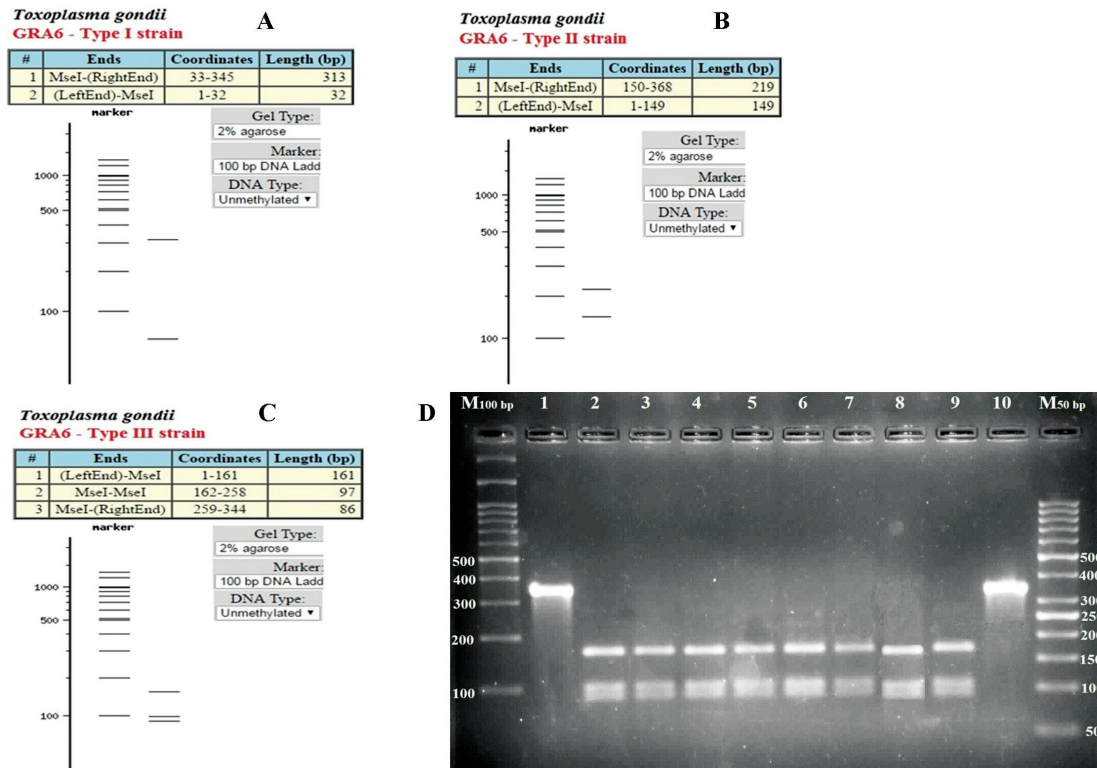 Toxoplasma gondii
A
GRA6 - Type I strain
# Ends Coordinates Length (bp)
1 MseI-(RightEnd) 33-345 313
2 (LeftEnd)-MseI 1-32 32
marker
Gel Type:
2% agarose
Marker:
100 bp DNA Ladd
DNA Type:
Unmethylated ▼
1000
500
100
Toxoplasma gondii
B
GRA6 - Type II strain
# Ends Coordinates Length (bp)
1 MseI-(RightEnd) 150-368 219
2 (LeftEnd)-MseI 1-149 149
marker
Gel Type:
2% agarose
Marker:
100 bp DNA Ladd
DNA Type:
Unmethylated ▼
1000
500
100
Toxoplasma gondii
C
GRA6 - Type III strain
# Ends Coordinates Length (bp)
1 (LeftEnd)-MseI 1-161 161
2 MseI-MseI 162-258 97
3 MseI-(RightEnd) 259-344 86
marker
Gel Type:
2% agarose
Marker:
100 bp DNA Ladd
DNA Type:
Unmethylated ▼
1000
500
100
D
M100 bp 1 2 3 4 5 6 7 8 9 10 M50 bp
500
400
300
200
100
500
400
300
250
200
150
100
50